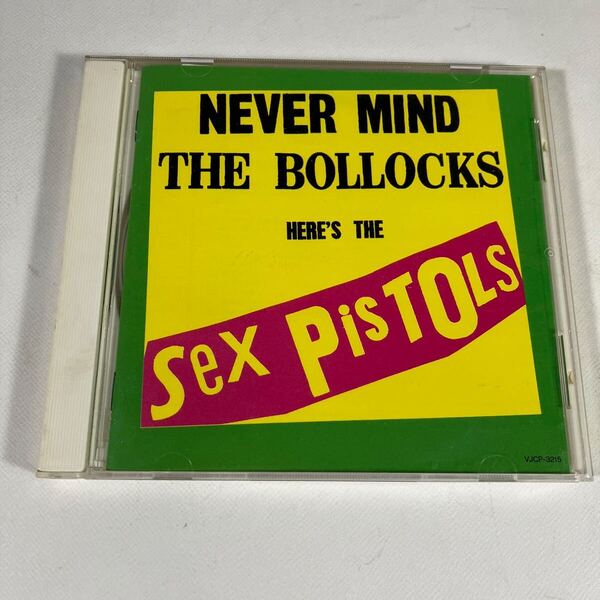 NEVER MIND
THE BOLLOCKS
HERE'S THE
Sex PisTOLs
VJCP-3215